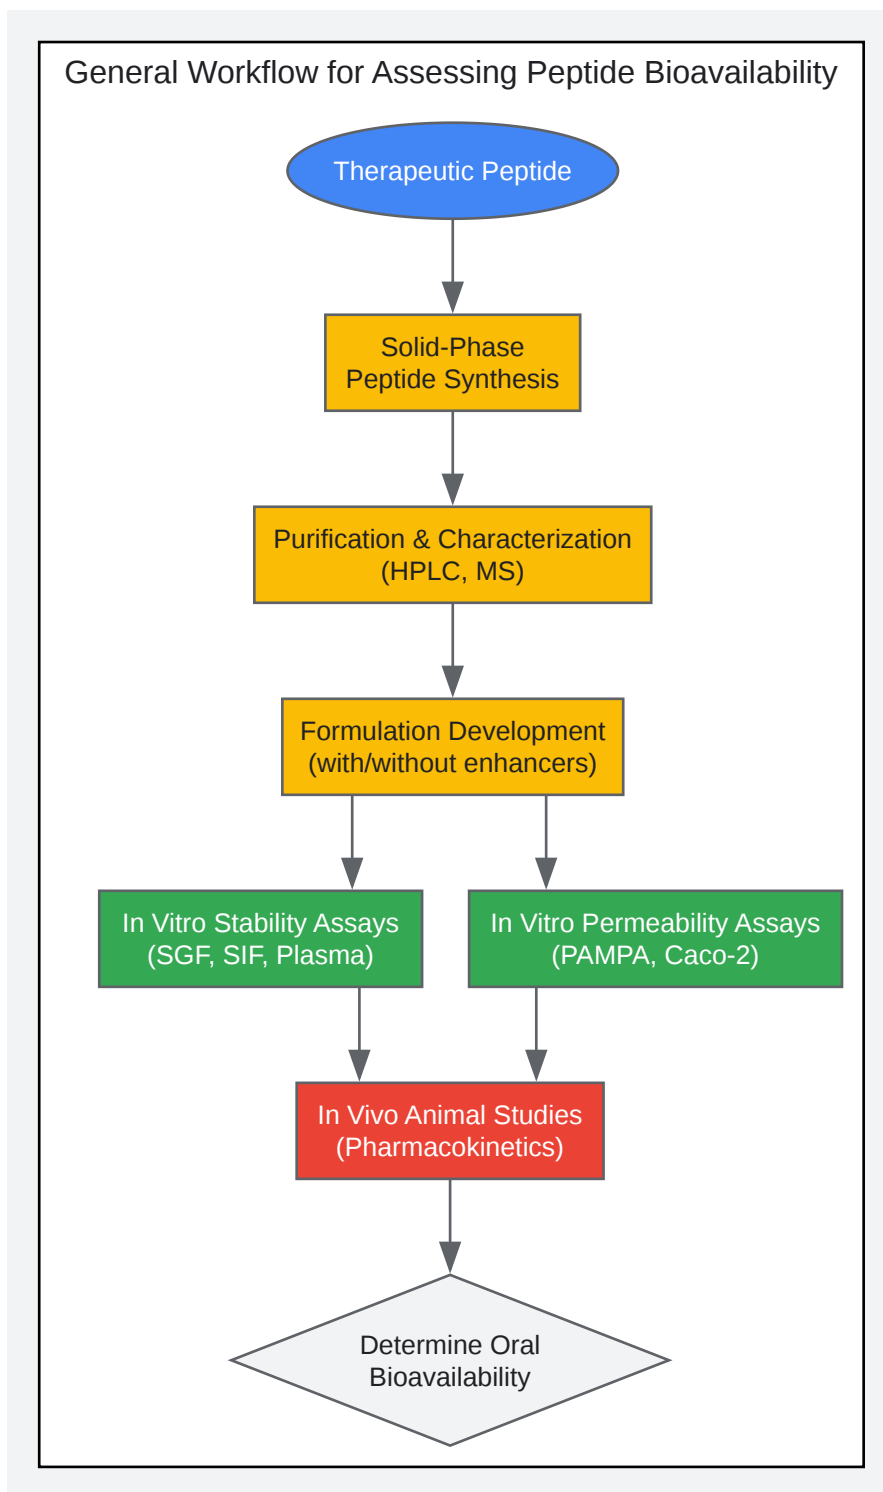 General Workflow for Assessing Peptide Bioavailability
Therapeutic Peptide
Solid-Phase
Peptide Synthesis
Purification & Characterization
(HPLC, MS)
Formulation Development
(with/without enhancers)
In Vitro Stability Assays
(SGF, SIF, Plasma)
In Vitro Permeability Assays
(PAMPA, Caco-2)
In Vivo Animal Studies
(Pharmacokinetics)
Determine Oral
Bioavailability